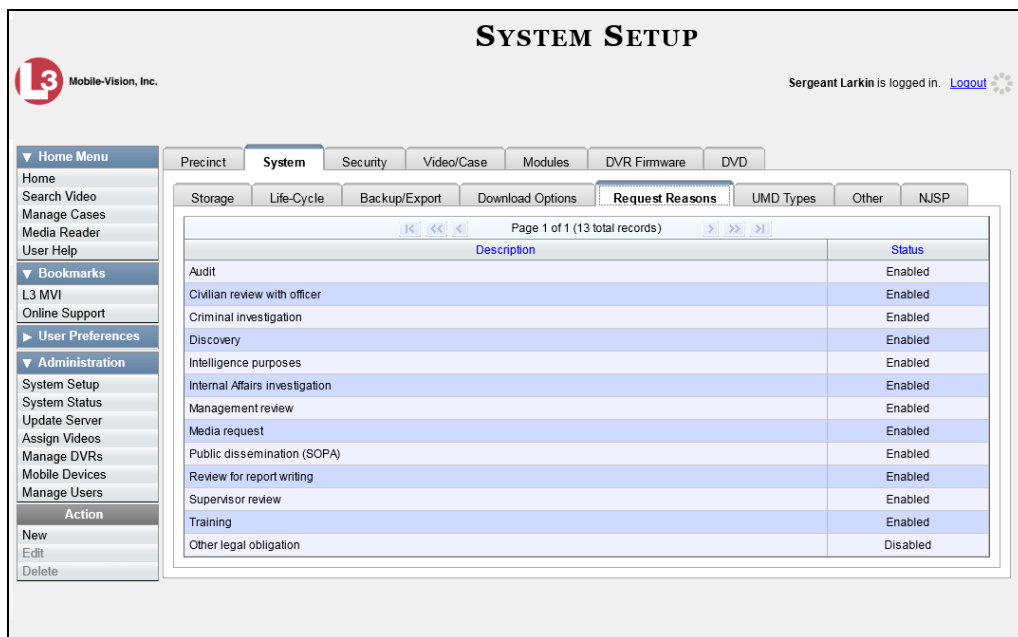 SYSTEM SETUP
L3 Mobile-Vision, Inc.
Sergeant Larkin is logged in. Logout
▼ Home Menu
Home
Search Video
Manage Cases
Media Reader
User Help
▼ Bookmarks
L3 MVI
Online Support
▶ User Preferences
▼ Administration
System Setup
System Status
Update Server
Assign Videos
Manage DVRs
Mobile Devices
Manage Users
Action
New
Edit
Delete
Precinct System Security Video/Case Modules DVR Firmware DVD
Storage Life-Cycle Backup/Export Download Options Request Reasons UMD Types Other NJSP
|< << < Page 1 of 1 (13 total records) > >> >|
Description Status
Audit Enabled
Civilian review with officer Enabled
Criminal investigation Enabled
Discovery Enabled
Intelligence purposes Enabled
Internal Affairs investigation Enabled
Management review Enabled
Media request Enabled
Public dissemination (SOPA) Enabled
Review for report writing Enabled
Supervisor review Enabled
Training Enabled
Other legal obligation Disabled